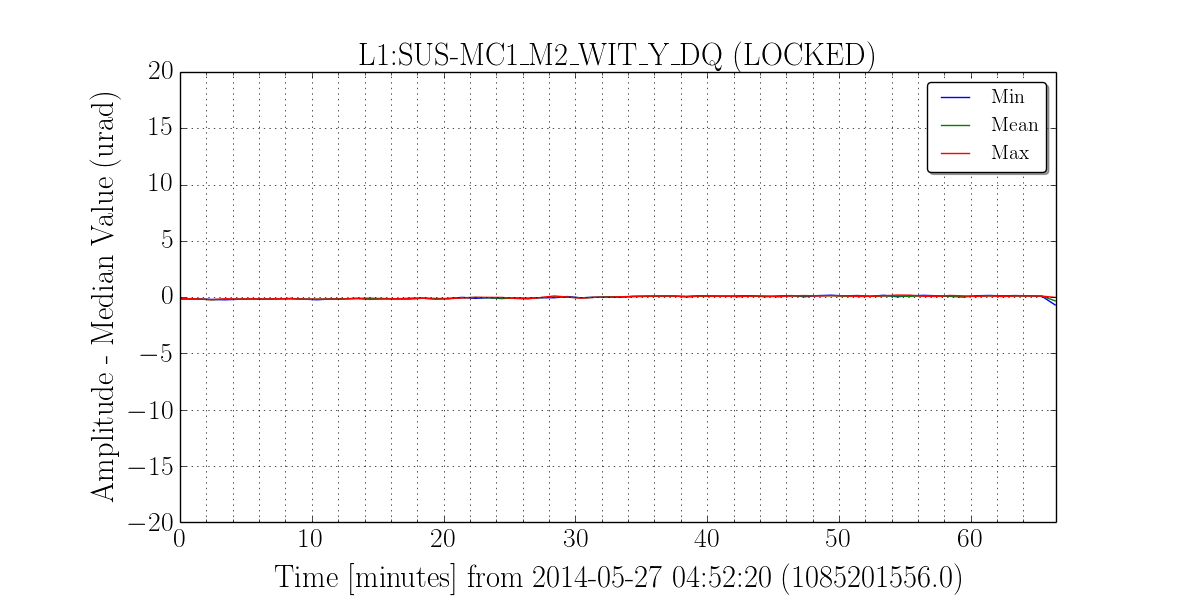 L1:SUS-MC1_M2_WIT_Y_DQ (LOCKED)
Amplitude - Median Value (urad)
20
15
10
5
0
−5
−10
−15
−20
Min
Mean
Max
0 10 20 30 40 50 60
Time [minutes] from 2014-05-27 04:52:20 (1085201556.0)